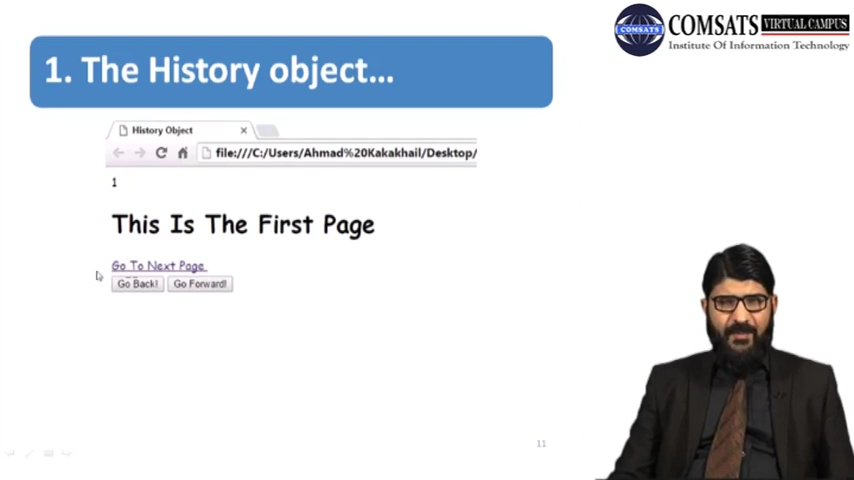 COMSATS VIRTUAL CAMPUS
Institute Of Information Technology
1. The History object...
History Object
file:///C:/Users/Ahmad%20Kakakhail/Desktop/
1
This Is The First Page
Go To Next Page
Go Back! Go Forward!
11